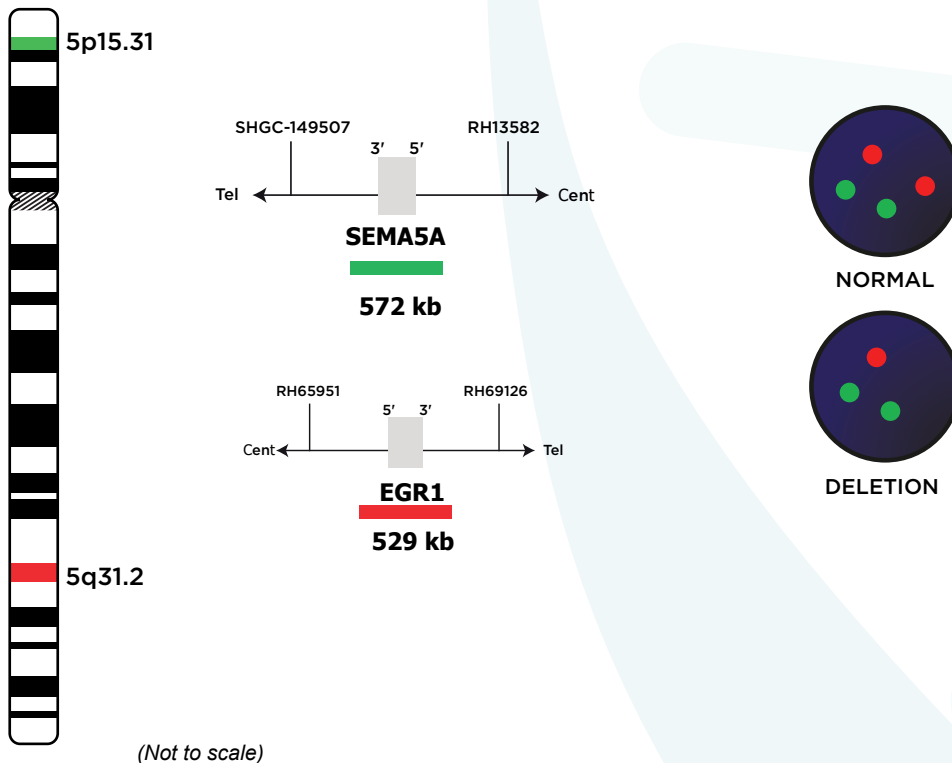 5p15.31
SHGC-149507
RH13582
3' 5'
Tel
Cent
SEMA5A
572 kb
NORMAL
RH65951
RH69126
5' 3'
Cent
Tel
EGR1
529 kb
DELETION
5q31.2
(Not to scale)